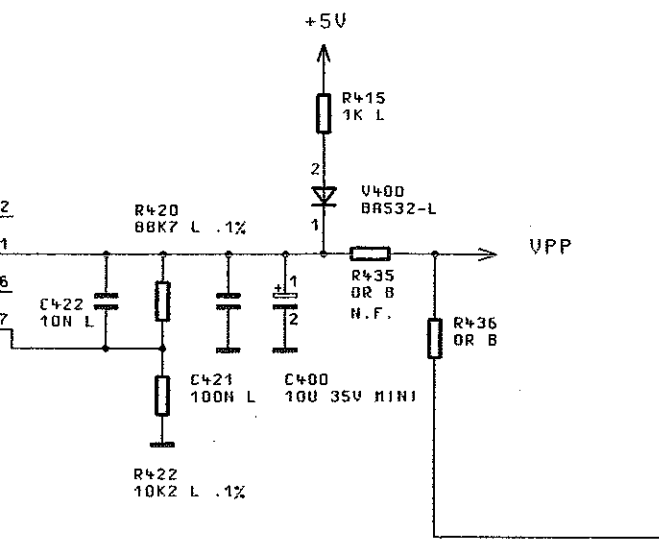 +5V
R415
1K L
2
V400
BAS32-L
1
2
R420
88K7 L .1%
1
VPP
6
C422
10N L
+
1
2
R435
0R B
N.F.
7
R436
0R B
C421
100N L
C400
10U 35V MINI
R422
10K2 L .1%